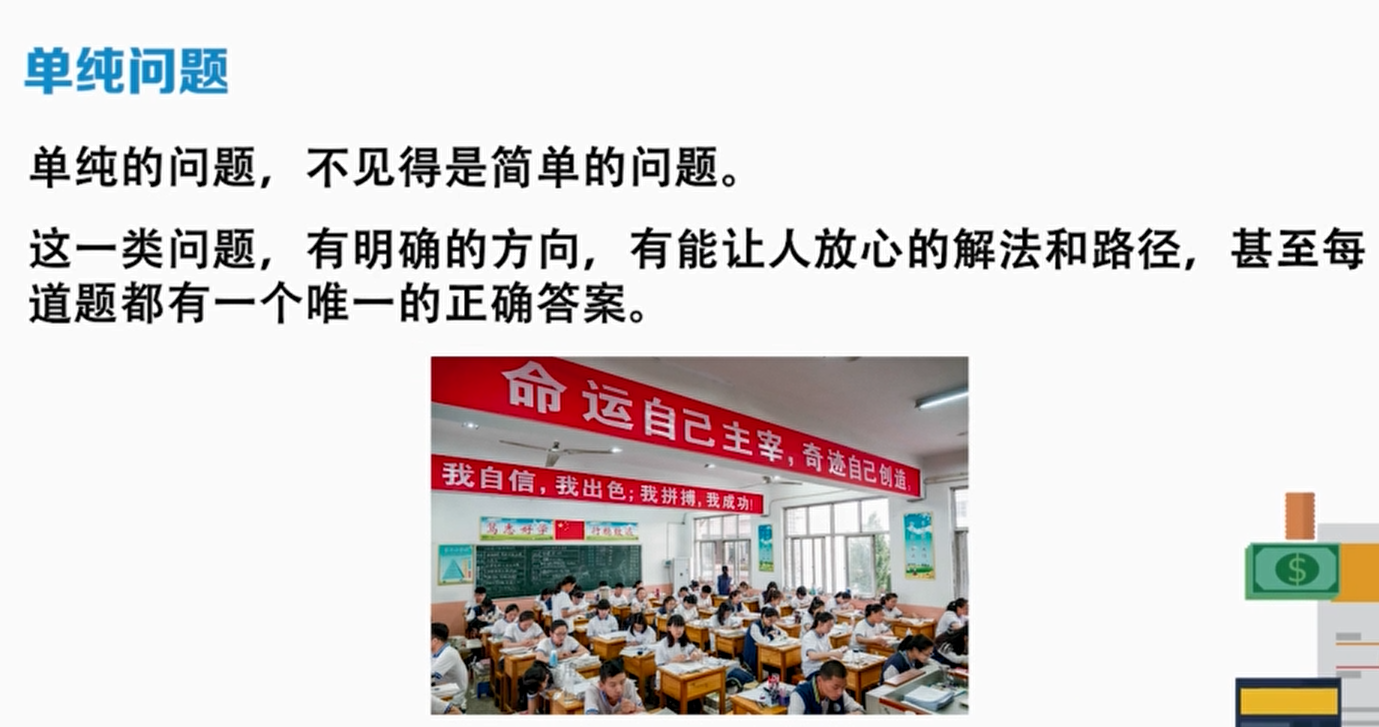 单纯问题
单纯的问题，不见得是简单的问题。
这一类问题，有明确的方向，有能让人放心的解法和路径，甚至每
道题都有一个唯一的正确答案。
命运自己主宰，奇迹自己创造。
我自信，我出色；我拼搏，我成功！
笃志好学
$